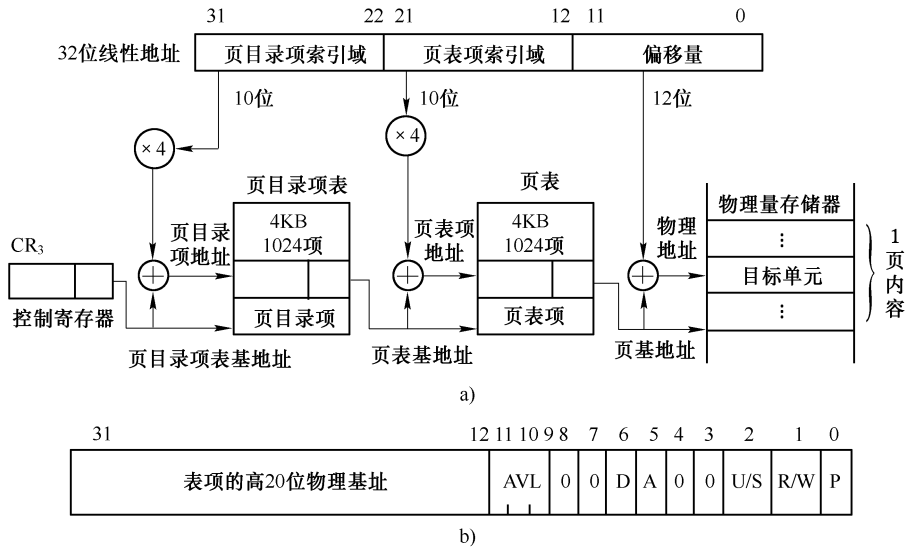 31 22 21 12 11 0
32位线性地址 页目录项索引域 页表项索引域 偏移量
10位 10位 12位
×4 ×4
页目录项表 页表 物理量存储器
4KB 4KB
1024项 1024项
页目录
项地址
页表项
地址
物理
地址
⋮
目标单元
⋮
1
页
内
容
CR3
控制寄存器 页目录项 页表项
页目录项表基地址 页表基地址 页基地址
a)
31 12 11 10 9 8 7 6 5 4 3 2 1 0
表项的高20位物理基址 AVL 0 0 D A 0 0 U/S R/W P
b)